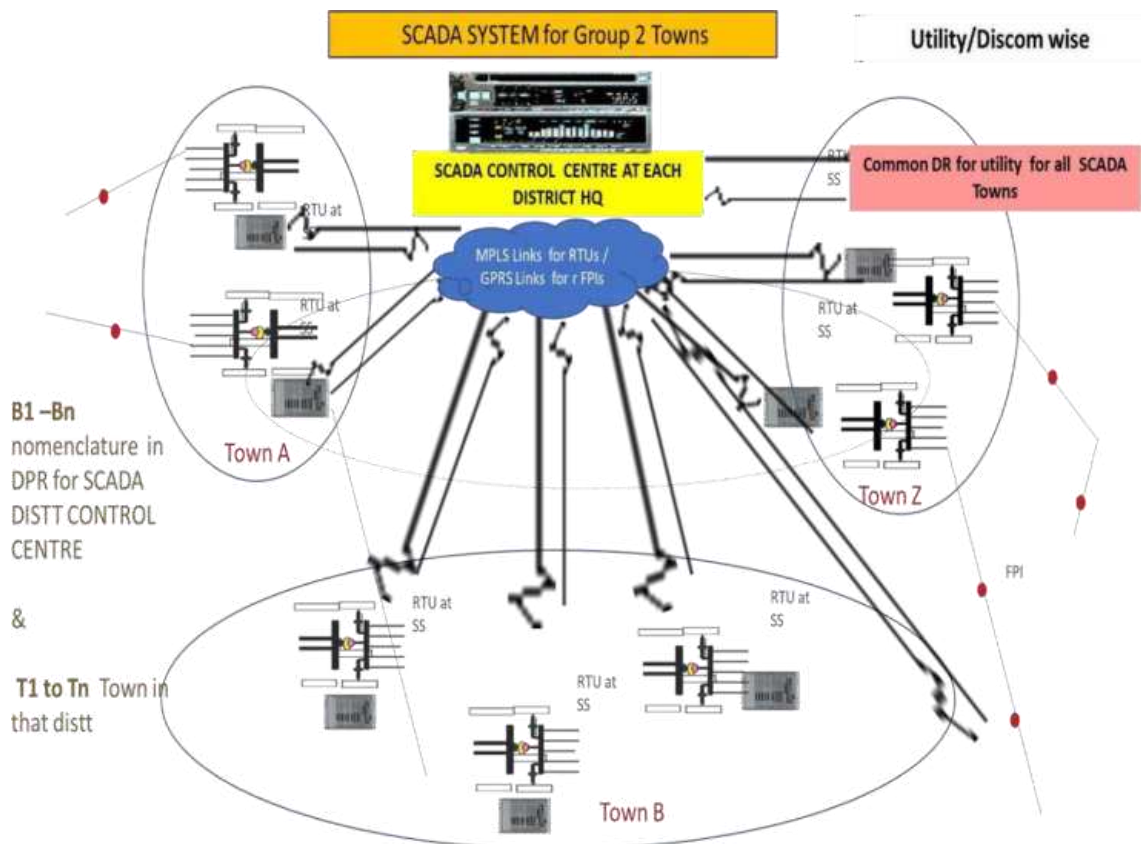 SCADA SYSTEM for Group 2 Towns
Utility/Discom wise
SCADA CONTROL CENTRE AT EACH
DISTRICT HQ
Common DR for utility for all SCADA
Towns
SS
RTU at
MPLS Links for RTUs /
GPRS Links for r FPIs
RTU at
SS
RTU at
SS
Town A
Town Z
B1 –Bn
nomenclature in
DPR for SCADA
DISTT CONTROL
CENTRE
&
T1 to Tn Town in
that distt
FPI
RTU at
SS
RTU at
SS
RTU at
SS
Town B